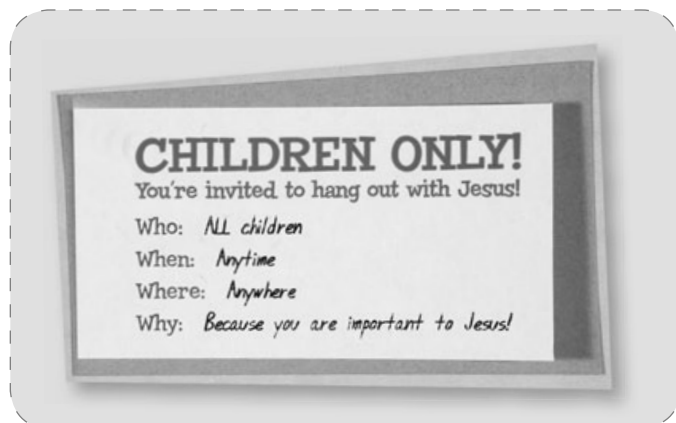 CHILDREN ONLY!
You're invited to hang out with Jesus!
Who: ALL children
When: Anytime
Where: Anywhere
Why: Because you are important to Jesus!